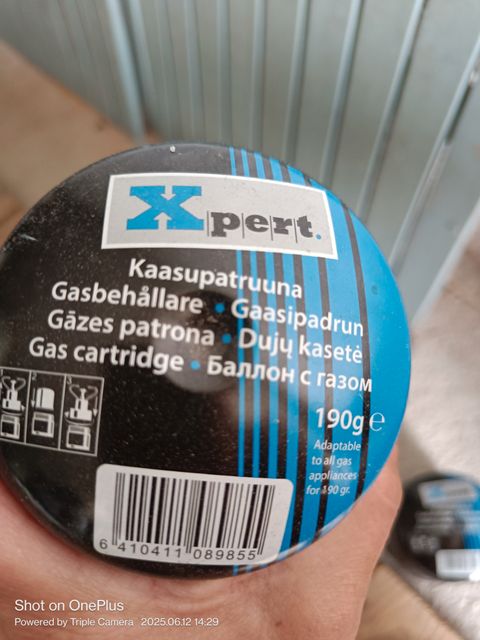 Xpert.
Kaasupatruuna
Gasbehållare • Gaasipadrun
Gāzes patrona • Dujų kasetė
Gas cartridge • Баллон с газом
190g ℮
Adaptable
to all gas
appliances
for 190 gr.
6 410411 089855
Shot on OnePlus
Powered by Triple Camera 2025.06.12 14:29